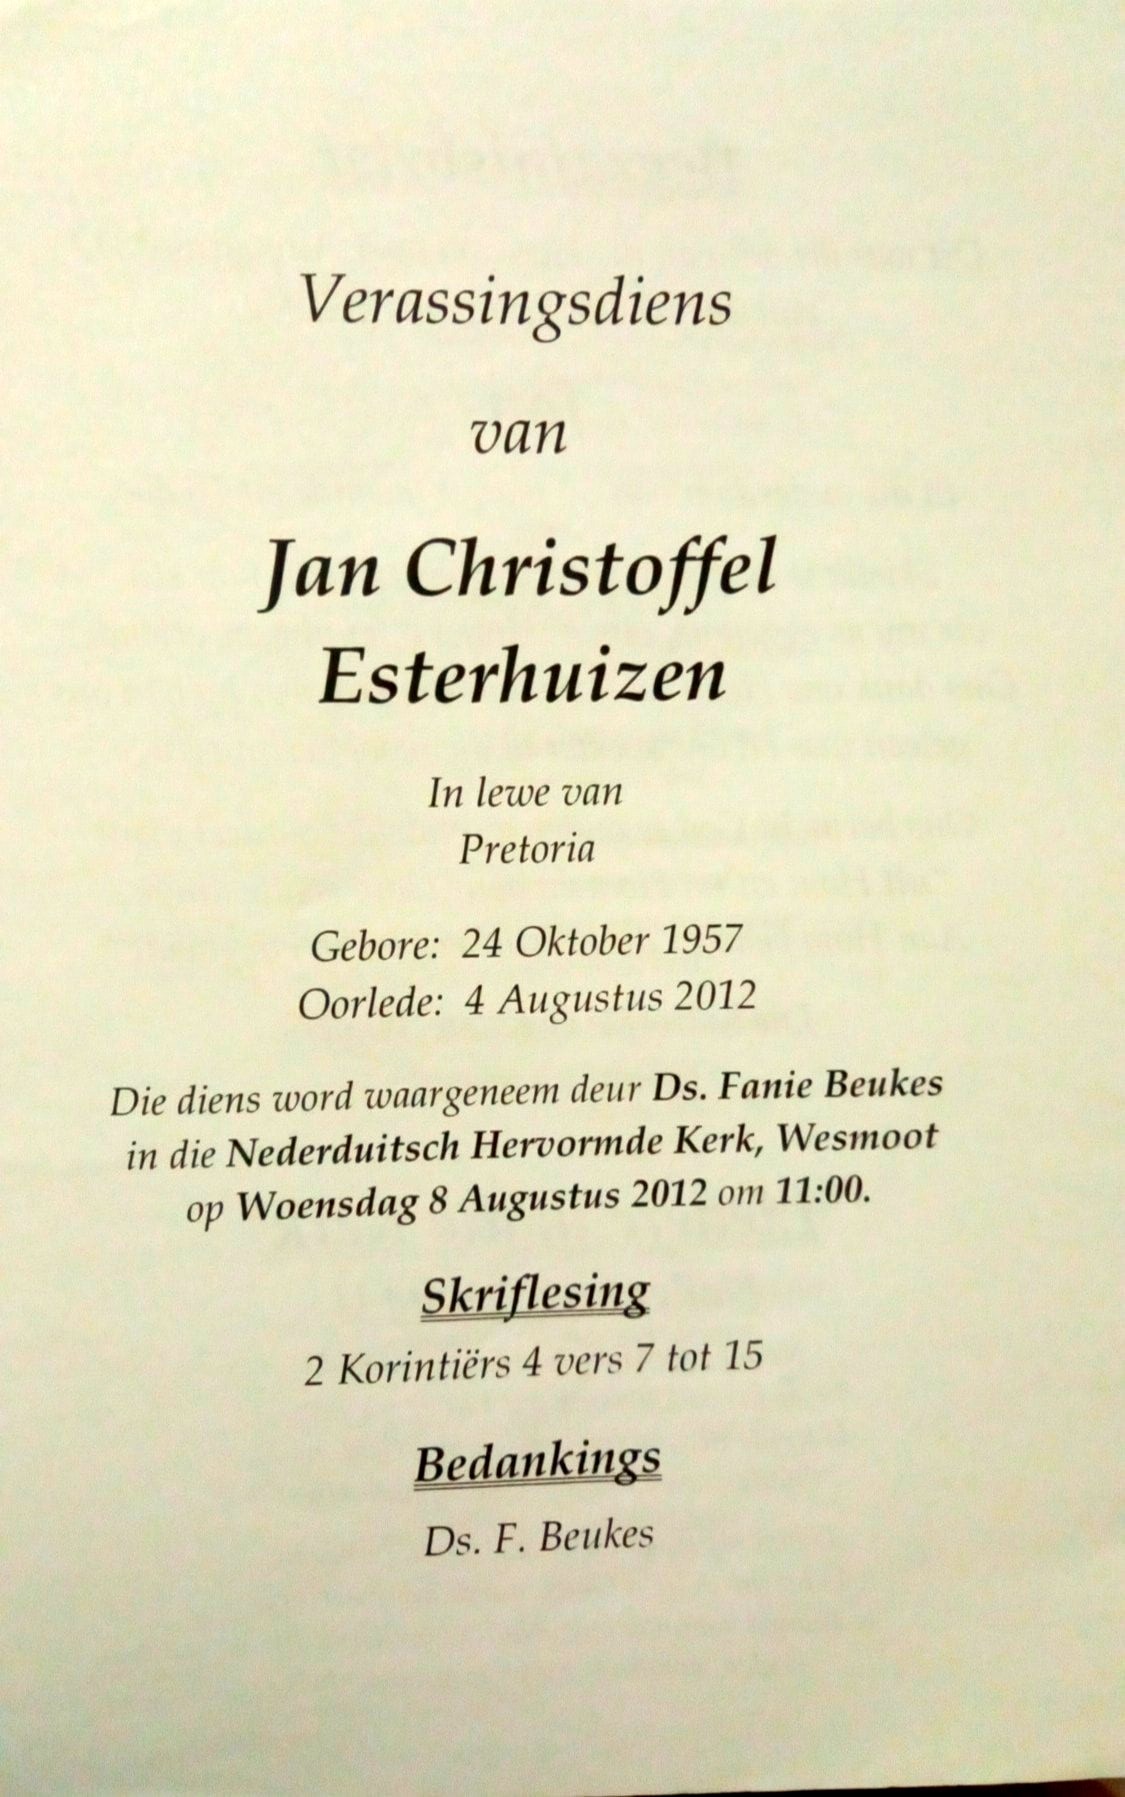 Verassingsdiens
van
Jan Christoffel
Esterhuizen
In lewe van
Pretoria
Gebore: 24 Oktober 1957
Oorlede: 4 Augustus 2012
Die diens word waargeneem deur Ds. Fanie Beukes
in die Nederduitsch Hervormde Kerk, Wesmoot
op Woensdag 8 Augustus 2012 om 11:00.
Skriflesing
2 Korintiërs 4 vers 7 tot 15
Bedankings
Ds. F. Beukes